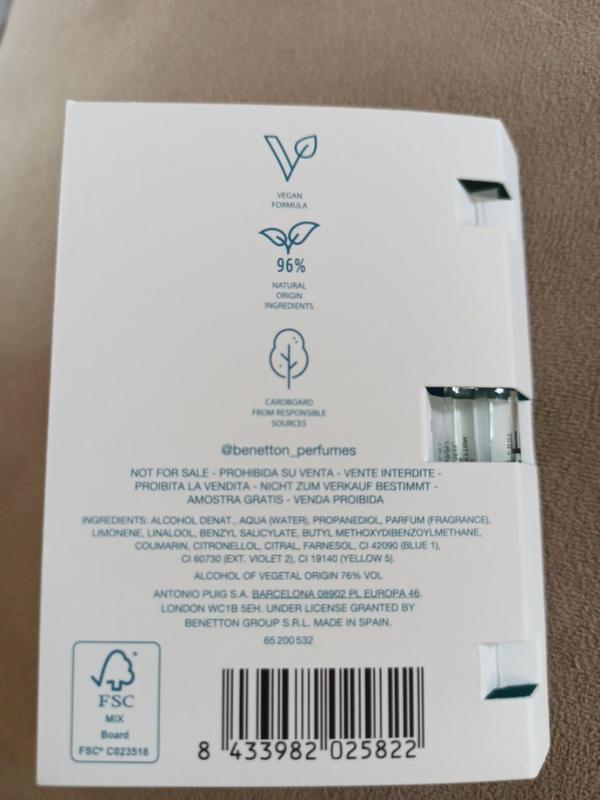 VEGAN
FORMULA
96%
NATURAL
ORIGIN
INGREDIENTS
CARDBOARD
FROM RESPONSIBLE
SOURCES
@benetton_perfumes
NOT FOR SALE - PROHIBIDA SU VENTA - VENTE INTERDITE -
PROIBITA LA VENDITA - NICHT ZUM VERKAUF BESTIMMT -
AMOSTRA GRATIS - VENDA PROIBIDA
INGREDIENTS: ALCOHOL DENAT., AQUA (WATER), PROPANEDIOL, PARFUM (FRAGRANCE),
LIMONENE, LINALOOL, BENZYL SALICYLATE, BUTYL METHOXYDIBENZOYLMETHANE,
COUMARIN, CITRONELLOL, CITRAL, FARNESOL, CI 42090 (BLUE 1),
CI 60730 (EXT. VIOLET 2), CI 19140 (YELLOW 5).
ALCOHOL OF VEGETAL ORIGIN 76% VOL
ANTONIO PUIG S.A. BARCELONA 08902 PL EUROPA 46.
LONDON WC1B 5EH. UNDER LICENSE GRANTED BY
BENETTON GROUP S.R.L. MADE IN SPAIN.
65200532
FSC
MIX
Board
FSC® C023518
8 433982 025822